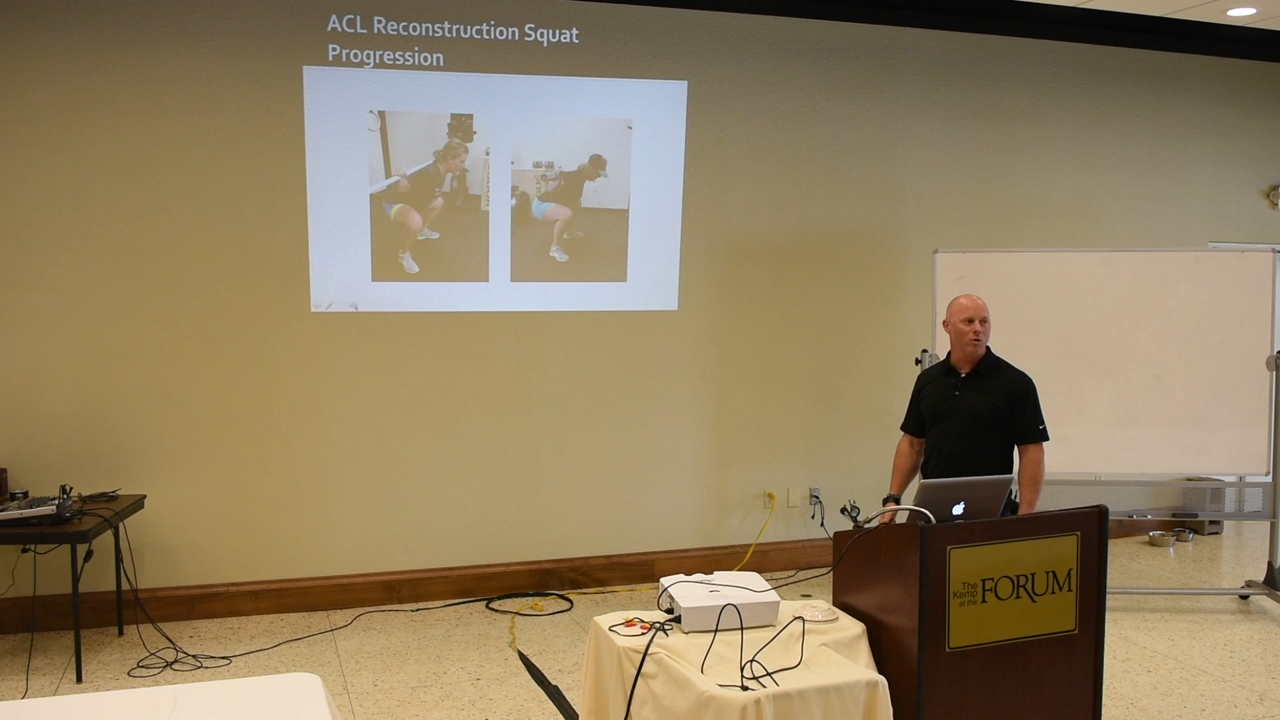 ACL Reconstruction Squat
Progression
The
Kemp
at the
FORUM